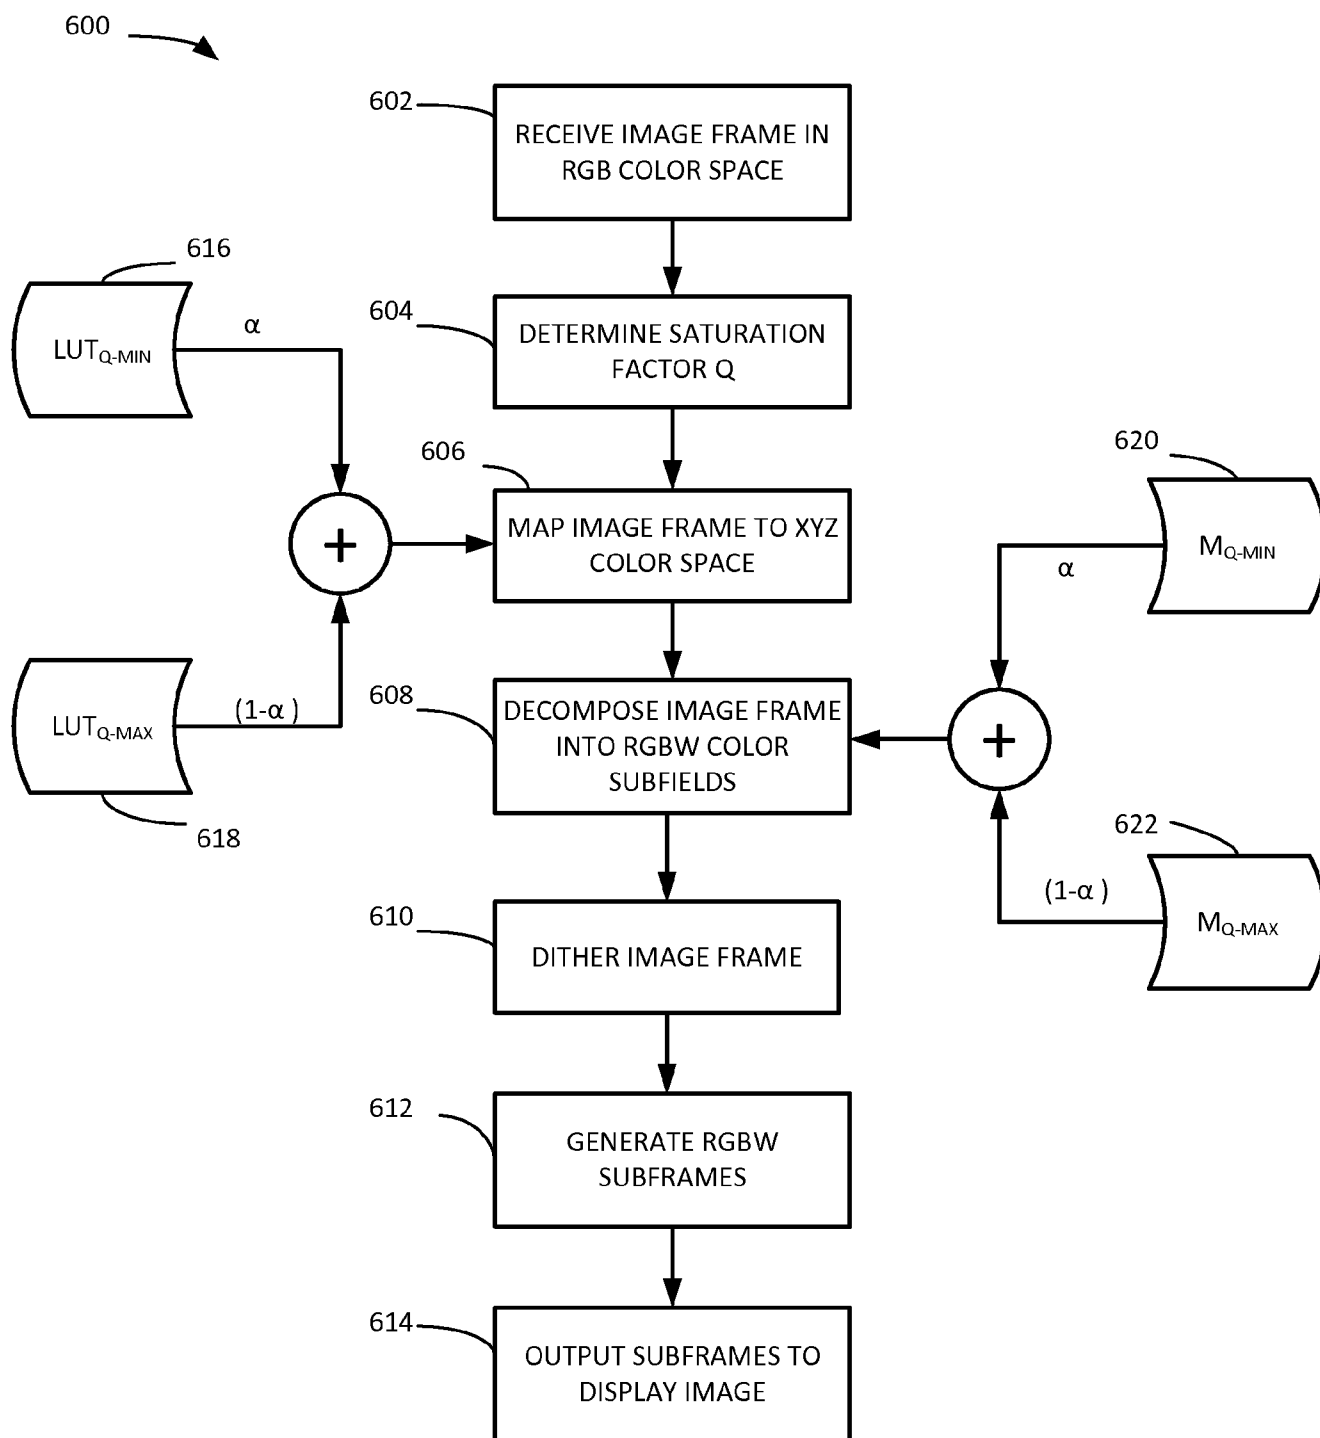 600
602
RECEIVE IMAGE FRAME IN
RGB COLOR SPACE
616
LUTQ-MIN
α
604
DETERMINE SATURATION
FACTOR Q
606
MAP IMAGE FRAME TO XYZ
COLOR SPACE
+
620
MQ-MIN
α
LUTQ-MAX
(1-α )
618
608
DECOMPOSE IMAGE FRAME
INTO RGBW COLOR
SUBFIELDS
+
622
MQ-MAX
(1-α )
610
DITHER IMAGE FRAME
612
GENERATE RGBW
SUBFRAMES
614
OUTPUT SUBFRAMES TO
DISPLAY IMAGE